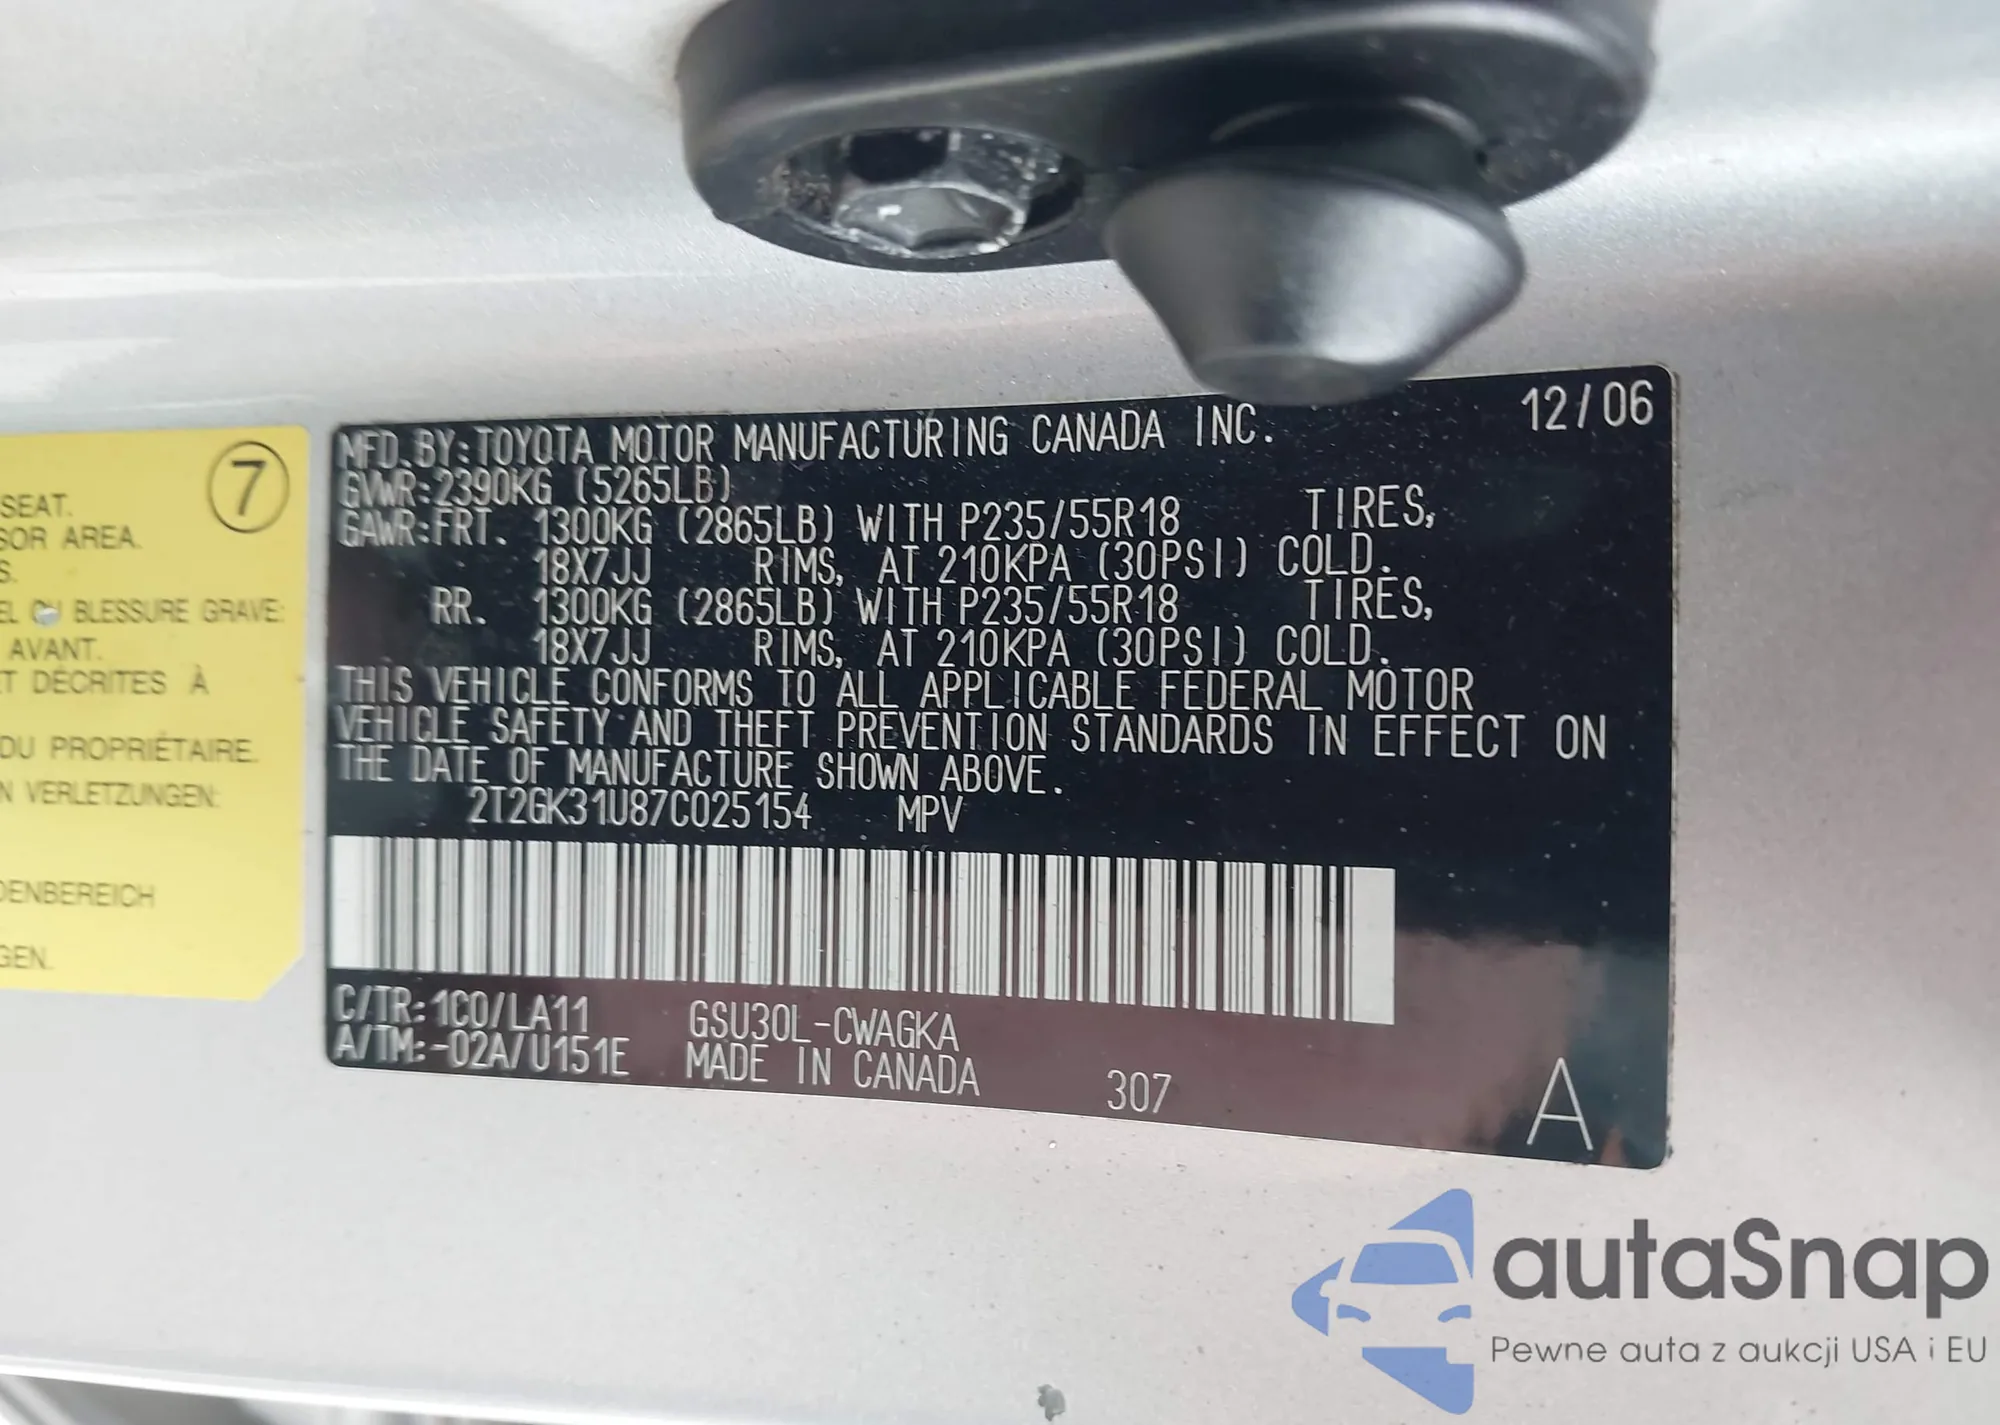 ⑦
SEAT.
SOR AREA.
S.
EL OU BLESSURE GRAVE:
AVANT.
ET DÉCRITES À
DU PROPRIÉTAIRE.
N VERLETZUNGEN:
DENBEREICH
GEN.
12/06
MFD. BY: TOYOTA MOTOR MANUFACTURING CANADA INC.
GVWR: 2390KG (5265LB)
GAWR: FRT. 1300KG (2865LB) WITH P235/55R18 TIRES,
18X7JJ RIMS, AT 210KPA (30PSI) COLD.
RR. 1300KG (2865LB) WITH P235/55R18 TIRES,
18X7JJ RIMS, AT 210KPA (30PSI) COLD.
THIS VEHICLE CONFORMS TO ALL APPLICABLE FEDERAL MOTOR
VEHICLE SAFETY AND THEFT PREVENTION STANDARDS IN EFFECT ON
THE DATE OF MANUFACTURE SHOWN ABOVE.
2T2GK31U87C025154 MPV
C/TR: 1C0/LA11 GSU30L-CWAGKA
A/TM: -02A/U151E MADE IN CANADA 307
A
autaSnap
Pewne auta z aukcji USA i EU